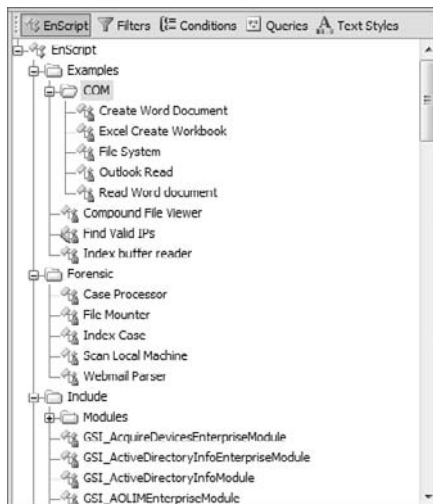 EnScript Filters Conditions Queries Text Styles
EnScript
Examples
COM
Create Word Document
Excel Create Workbook
File System
Outlook Read
Read Word document
Compound File Viewer
Find Valid IPs
Index buffer reader
Forensic
Case Processor
File Mounter
Index Case
Scan Local Machine
Webmail Parser
Include
Modules
GSI_AcquireDevicesEnterpriseModule
GSI_ActiveDirectoryInfoEnterpriseModule
GSI_ActiveDirectoryInfoModule
GSI_AOLIMEnterpriseModule